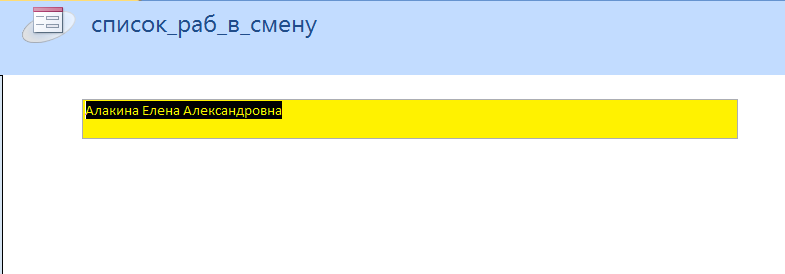 список_раб_в_смену
Алакина Елена Александровна